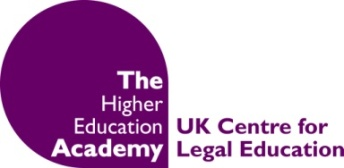 The
Higher
Education
Academy
UK Centre for
Legal Education